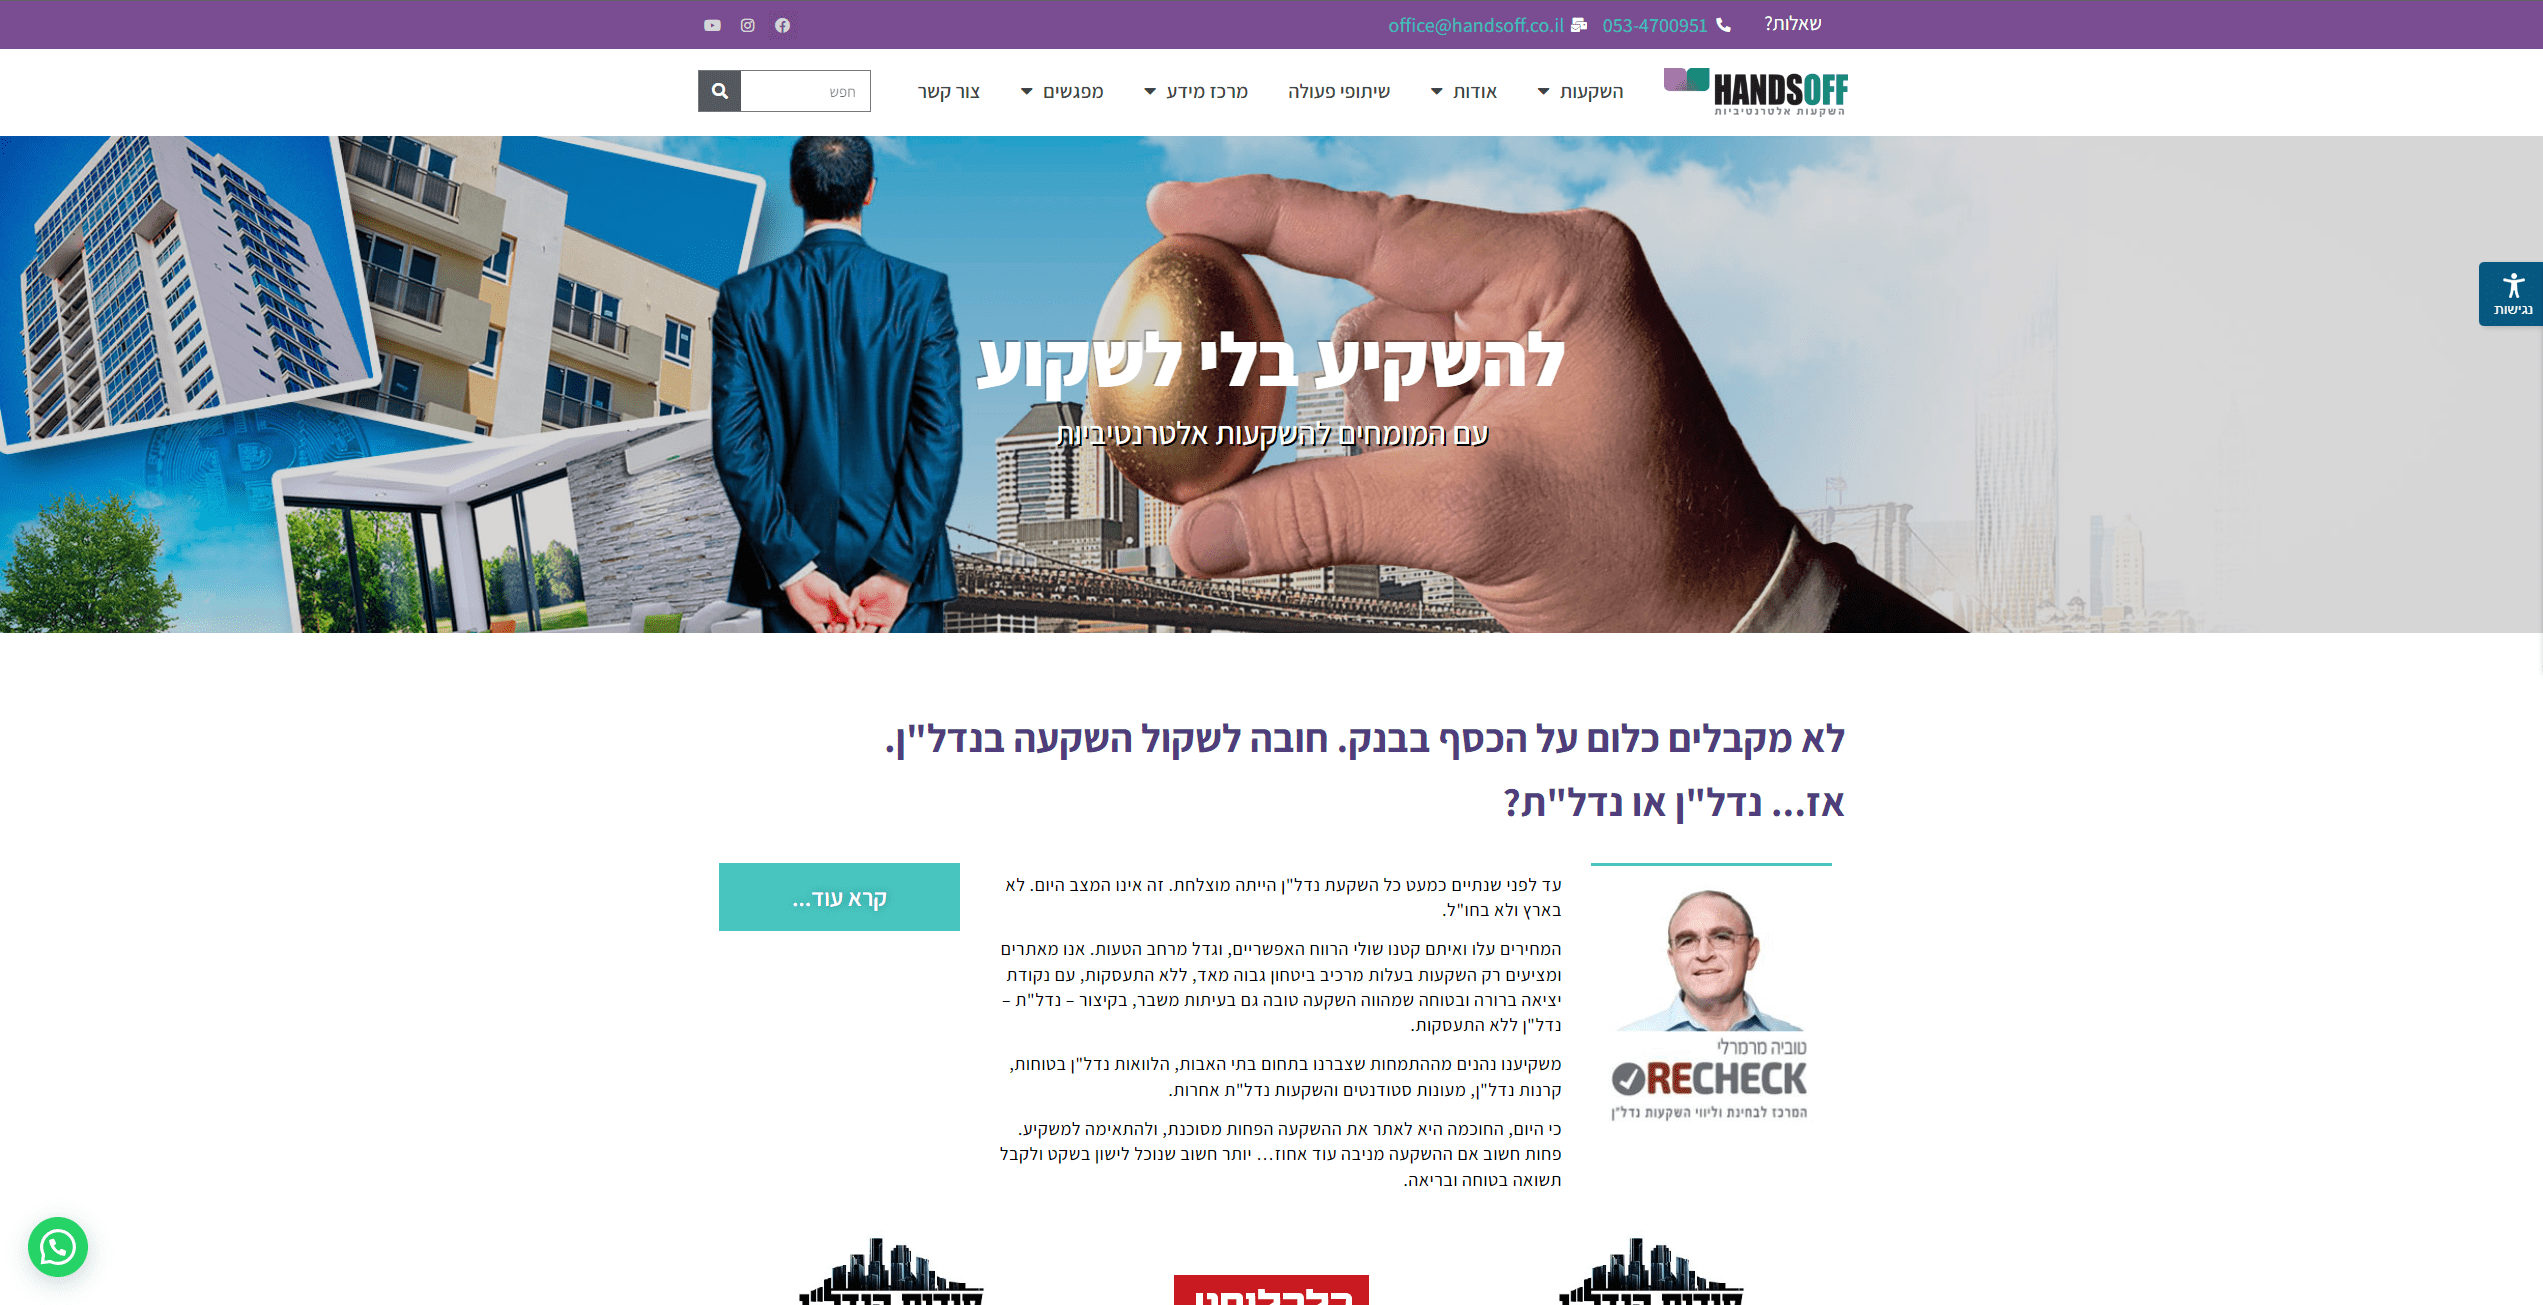 שאלות?
053-4700951
office@handsoff.co.il
HANDSOFF
השקעות אלטרנטיביות
השקעות
אודות
שיתופי פעולה
מרכז מידע
מפגשים
צור קשר
חפש
נגישות
להשקיע בלי לשקוע
עם המומחים להשקעות אלטרנטיביות
לא מקבלים כלום על הכסף בבנק. חובה לשקול השקעה בנדל"ן.
אז... נדל"ן או נדל"ת?
טוביה מרמרלי
RECHECK
המרכז לבחינת וליווי השקעות נדל"ן
עד לפני שנתיים כמעט כל השקעת נדל"ן הייתה מוצלחת. זה אינו המצב היום. לא
בארץ ולא בחו"ל.
המחירים עלו ואיתם קטנו שולי הרווח האפשריים, וגדל מרחב הטעות. אנו מאתרים
ומציעים רק השקעות בעלות מרכיב ביטחון גבוה מאד, ללא התעסקות, עם נקודת
יציאה ברורה ובטוחה שמהווה השקעה טובה גם בעיתות משבר, בקיצור – נדל"ת –
נדל"ן ללא התעסקות.
משקיענו נהנים מההתמחות שצברנו בתחום בתי האבות, הלוואות נדל"ן בטוחות,
קרנות נדל"ן, מעונות סטודנטים והשקעות נדל"ת אחרות.
כי היום, החוכמה היא לאתר את ההשקעה הפחות מסוכנת, ולהתאימה למשקיע.
פחות חשוב אם ההשקעה מניבה עוד אחוז… יותר חשוב שנוכל לישון בשקט ולקבל
תשואה בטוחה ובריאה.
קרא עוד...